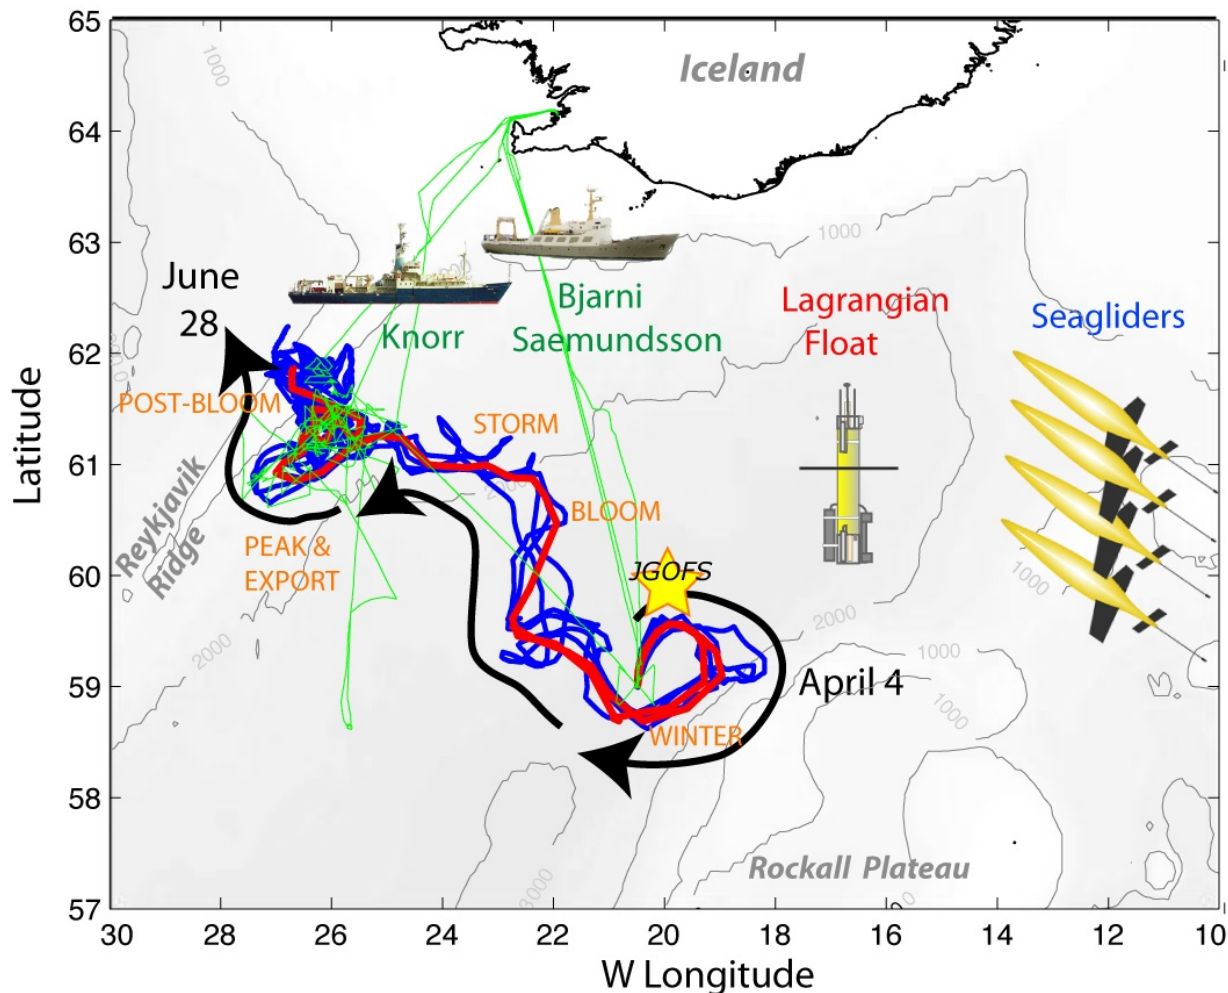 65
64
63
62
61
60
59
58
57
30
28
26
24
22
20
18
16
14
12
10
Latitude
W Longitude
Iceland
1000
1000
June
28
Knorr
Bjarni
Saemundsson
Lagrangian
Float
Seagliders
POST-BLOOM
STORM
BLOOM
Reykjavik
Ridge
PEAK &
EXPORT
JGOFS
1000
2000
2000
1000
1000
April 4
WINTER
3000
Rockall Plateau